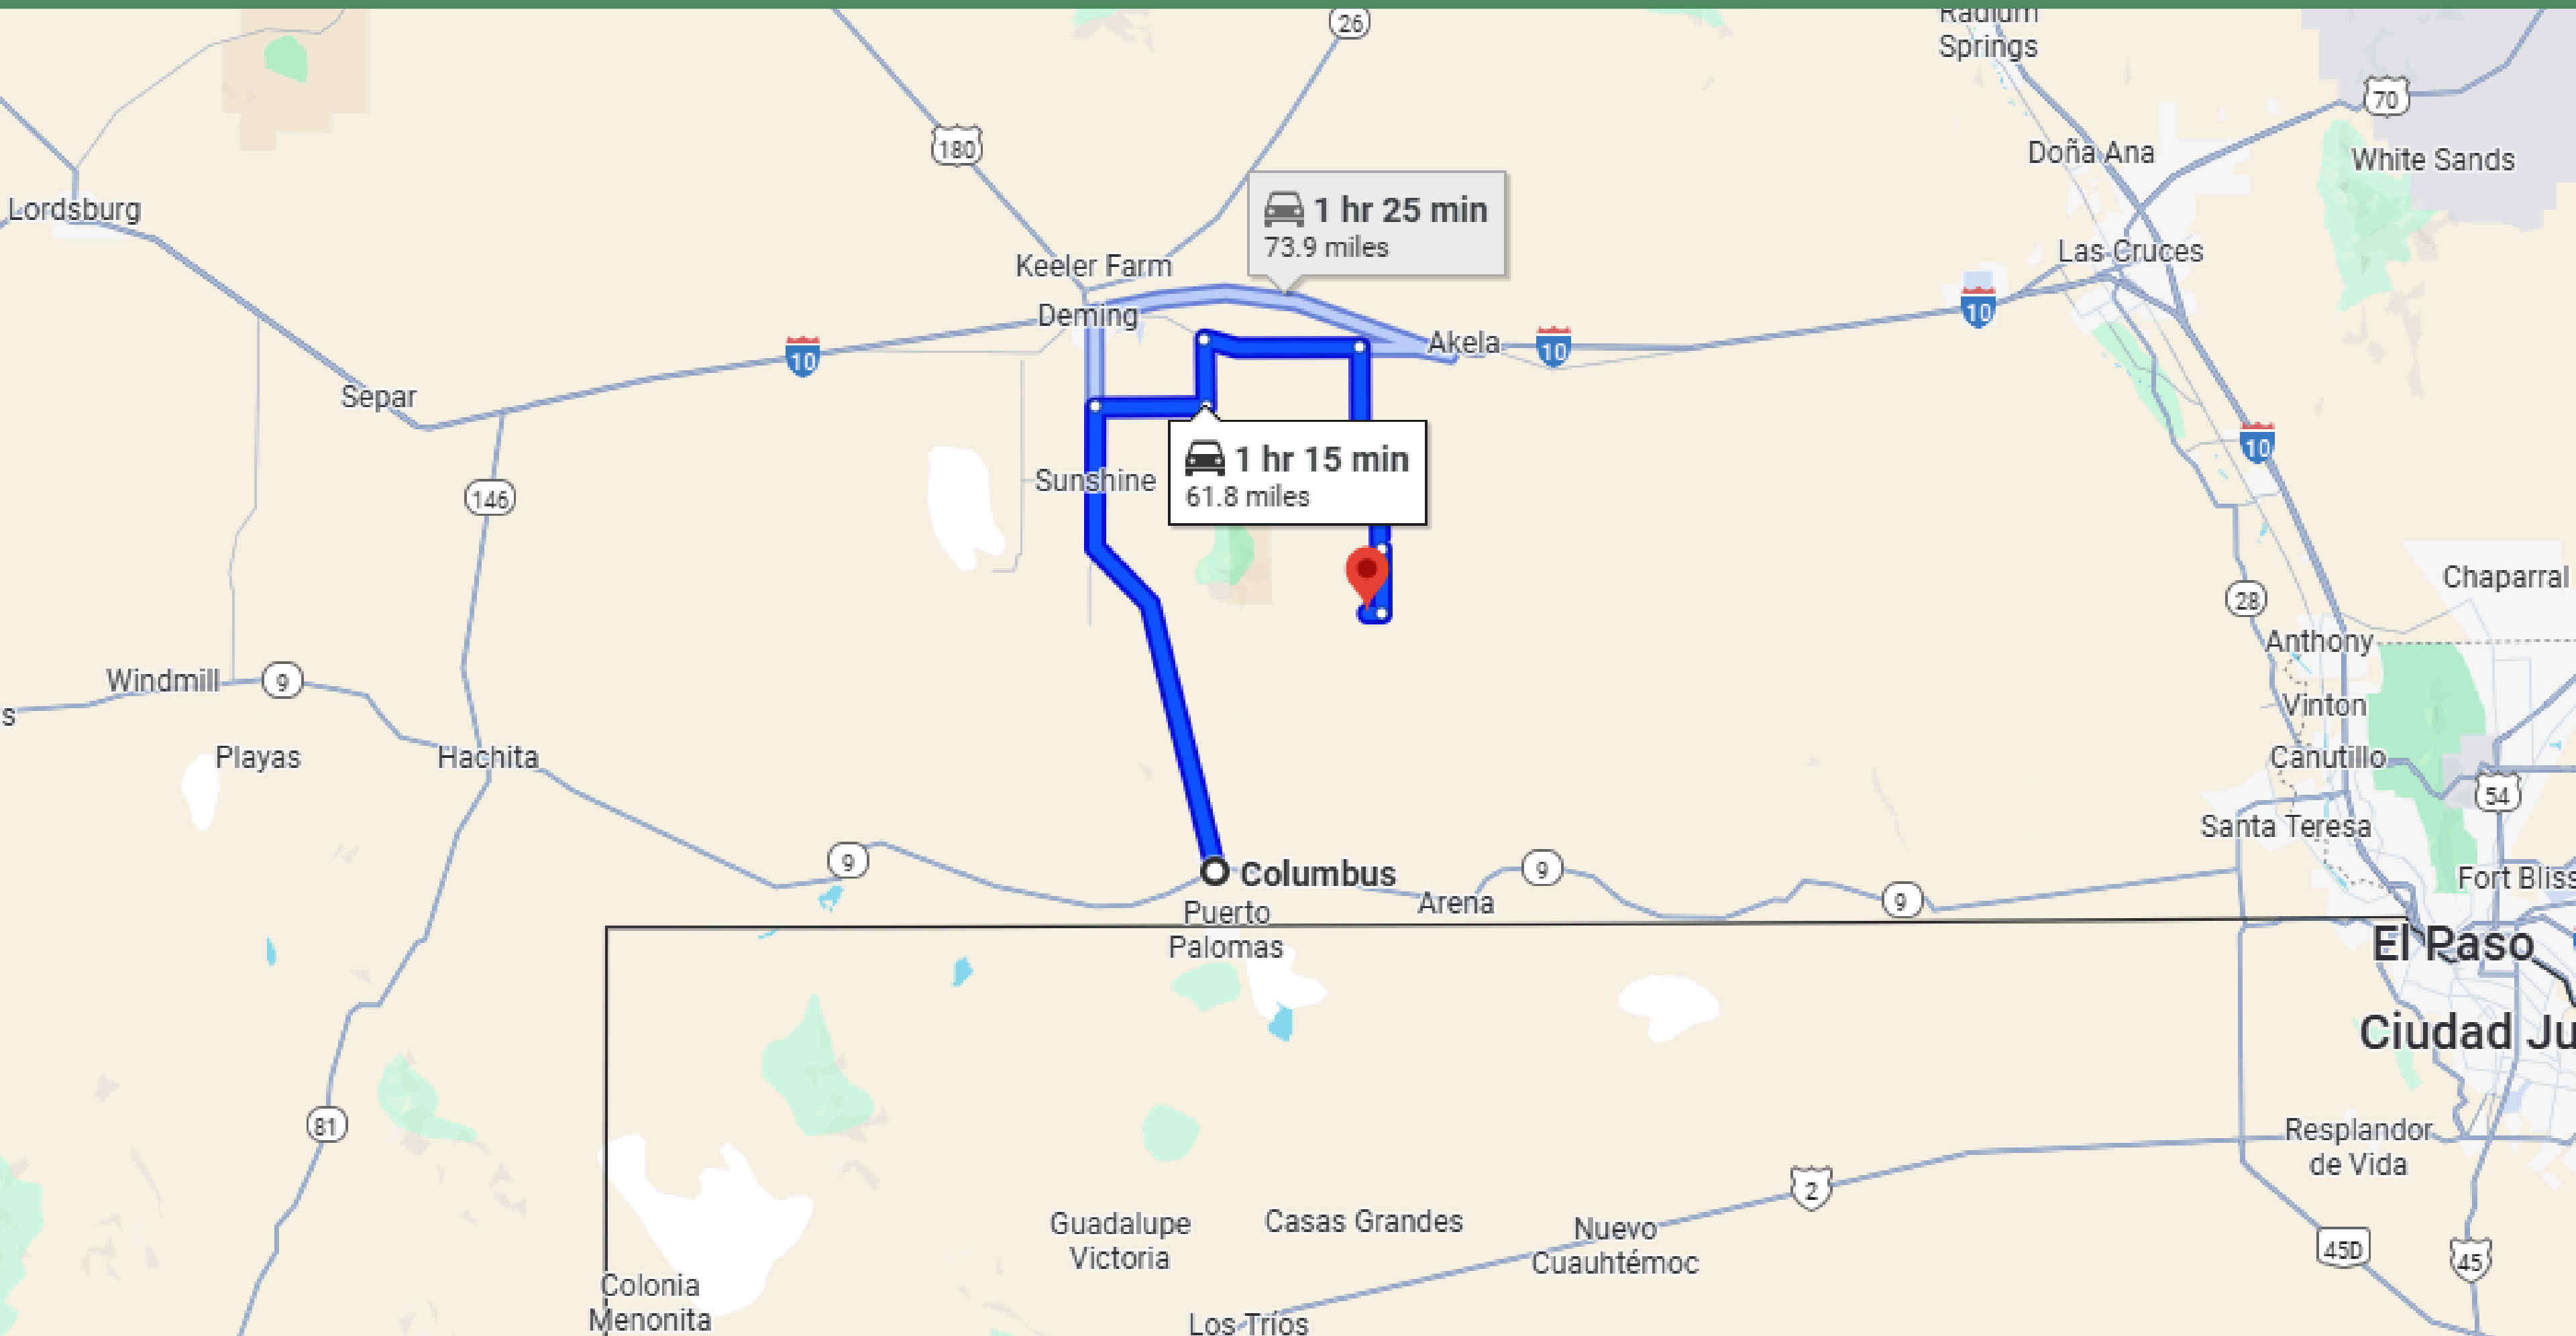 Radium
Springs
26
70
180
Doña Ana
White Sands
Lordsburg
1 hr 25 min
73.9 miles
Las Cruces
Keeler Farm
Deming
10
Akela
10
10
Separ
10
146
Sunshine
1 hr 15 min
61.8 miles
Chaparral
28
Anthony
Windmill
9
Vinton
s
Playas
Hachita
Canutillo
54
Santa Teresa
9
Columbus
9
Arena
9
Fort Bliss
Puerto
Palomas
El Paso
Ciudad Ju
81
Resplandor
de Vida
2
Guadalupe
Victoria
Casas Grandes
Nuevo
Cuauhtémoc
45D
45
Colonia
Menonita
Los Trios